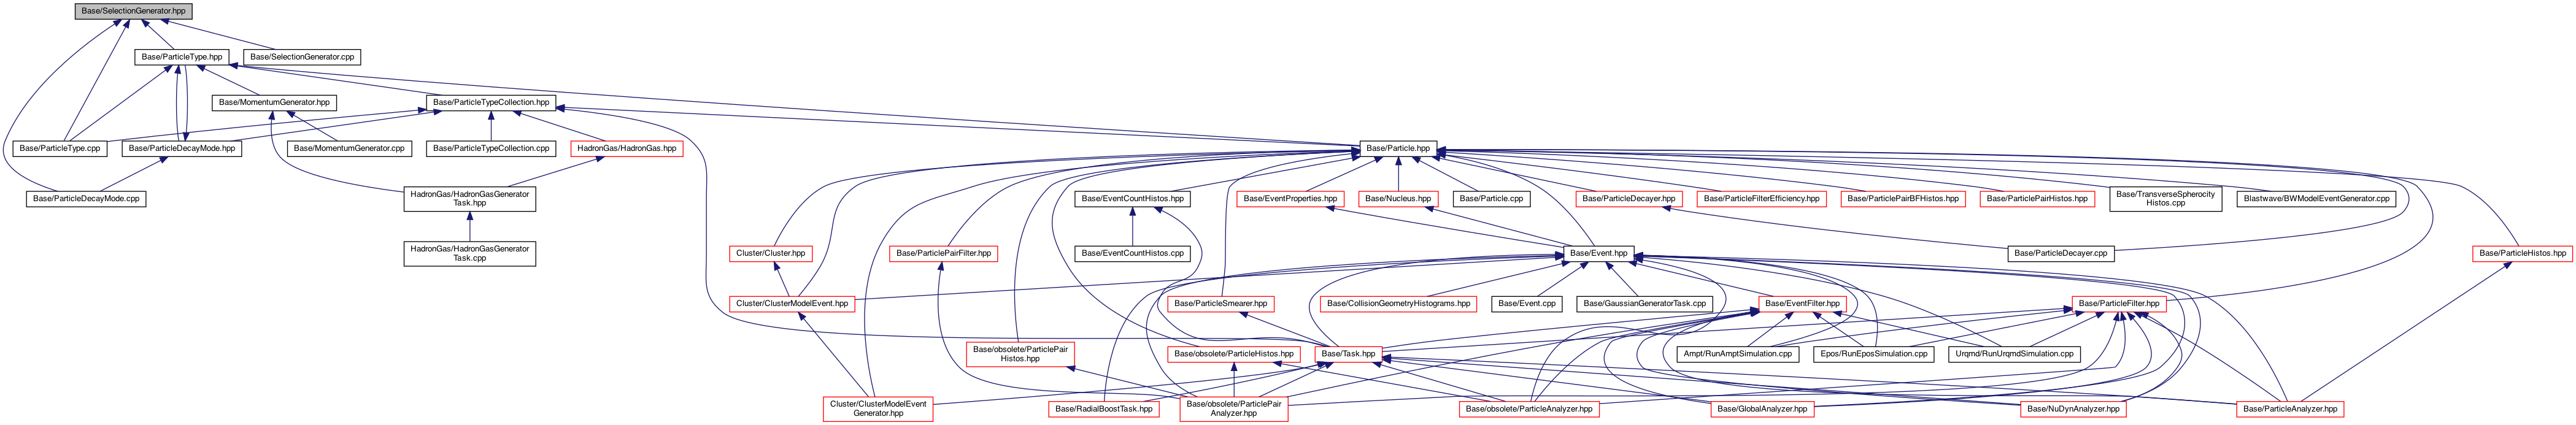 Base/SelectionGenerator.hpp
Base/ParticleType.hpp
Base/SelectionGenerator.cpp
Base/MomentumGenerator.hpp
Base/ParticleTypeCollection.hpp
Base/ParticleType.cpp
Base/ParticleDecayMode.hpp
Base/MomentumGenerator.cpp
Base/ParticleTypeCollection.cpp
HadronGas/HadronGas.hpp
Base/Particle.hpp
Base/ParticleDecayMode.cpp
HadronGas/HadronGasGenerator
Task.hpp
Base/EventCountHistos.hpp
Base/EventProperties.hpp
Base/Nucleus.hpp
Base/Particle.cpp
Base/ParticleDecayer.hpp
Base/ParticleFilterEfficiency.hpp
Base/ParticlePairBFHistos.hpp
Base/ParticlePairHistos.hpp
Base/TransverseSpherocity
Histos.cpp
Blastwave/BWModelEventGenerator.cpp
HadronGas/HadronGasGenerator
Task.cpp
Cluster/Cluster.hpp
Base/ParticlePairFilter.hpp
Base/EventCountHistos.cpp
Base/Event.hpp
Base/ParticleDecayer.cpp
Base/ParticleHistos.hpp
Cluster/ClusterModelEvent.hpp
Base/ParticleSmearer.hpp
Base/CollisionGeometryHistograms.hpp
Base/Event.cpp
Base/GaussianGeneratorTask.cpp
Base/EventFilter.hpp
Base/ParticleFilter.hpp
Base/obsolete/ParticlePair
Histos.hpp
Base/obsolete/ParticleHistos.hpp
Base/Task.hpp
Ampt/RunAmptSimulation.cpp
Epos/RunEposSimulation.cpp
Urqmd/RunUrqmdSimulation.cpp
Cluster/ClusterModelEvent
Generator.hpp
Base/RadialBoostTask.hpp
Base/obsolete/ParticlePair
Analyzer.hpp
Base/obsolete/ParticleAnalyzer.hpp
Base/GlobalAnalyzer.hpp
Base/NuDynAnalyzer.hpp
Base/ParticleAnalyzer.hpp